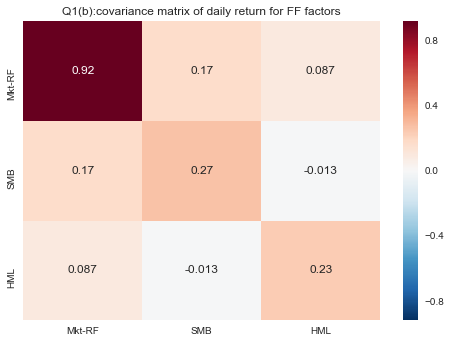 Q1(b):covariance matrix of daily return for FF factors
Mkt-RF
0.92
0.17
0.087
SMB
0.17
0.27
-0.013
HML
0.087
-0.013
0.23
Mkt-RF
SMB
HML
0.8
0.4
0.0
−0.4
−0.8